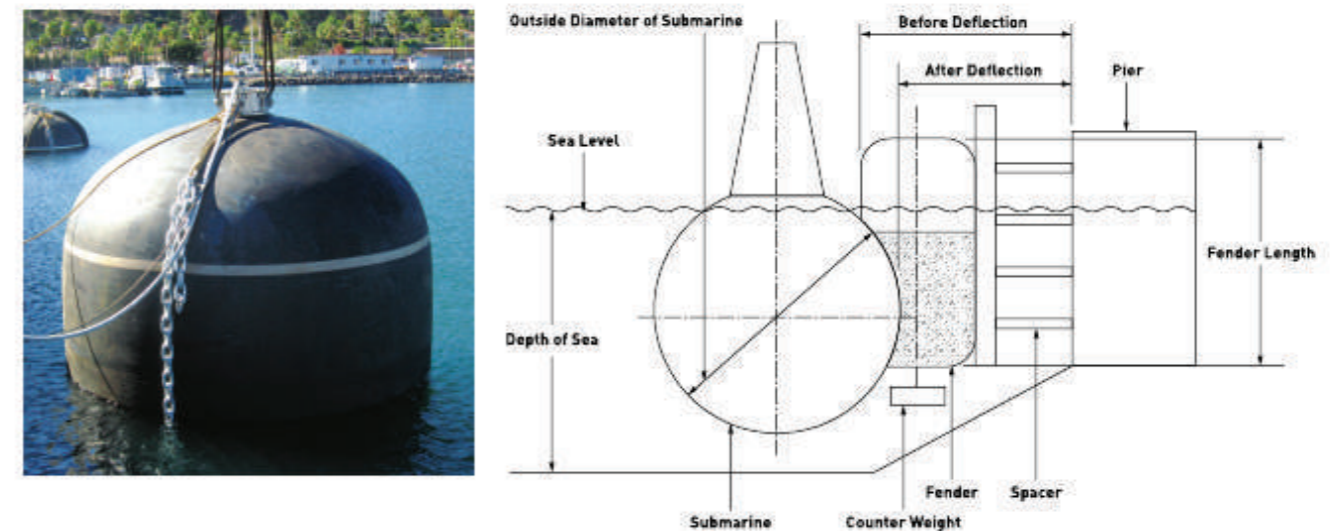 Outside Diameter of Submarine
Before Deflection
After Deflection
Pier
Sea Level
Fender Length
Depth of Sea
Fender
Spacer
Submarine
Counter Weight